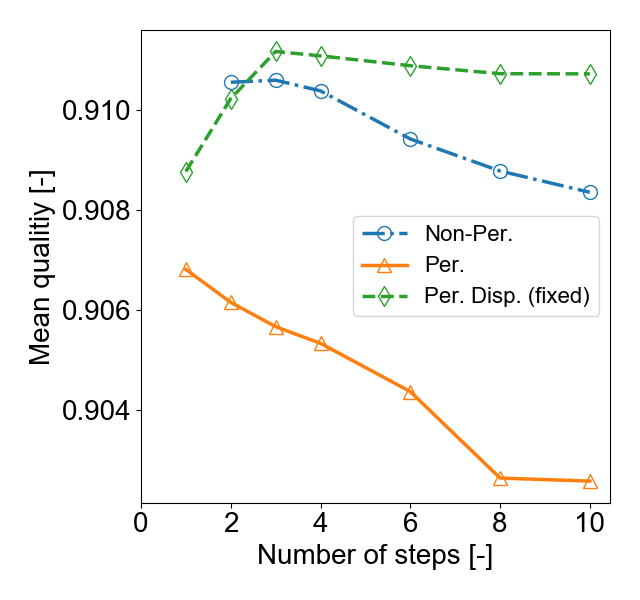 Mean qualitiy [-]
0.910
0.908
0.906
0.904
Non-Per.
Per.
Per. Disp. (fixed)
0 2 4 6 8 10
Number of steps [-]